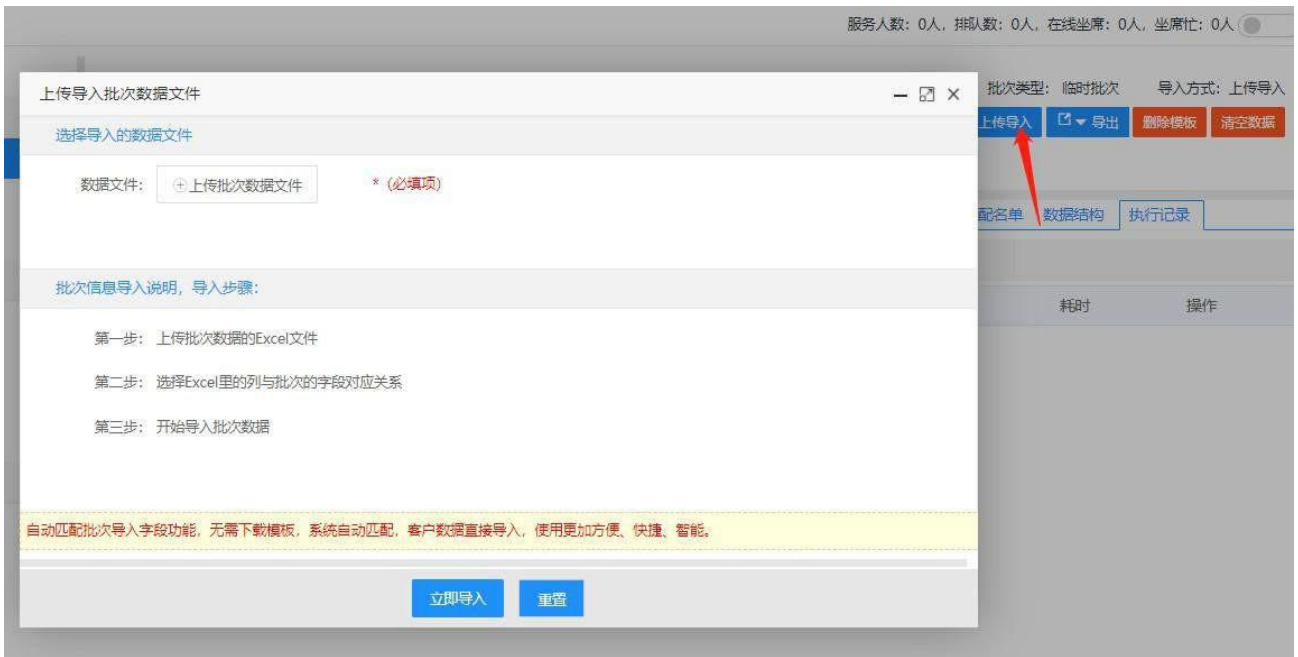 服务人数：0人，排队数：0人，在线坐席：0人，坐席忙：0人
批次类型： 临时批次 导入方式：上传导入
上传导入 导出 删除模板 清空数据
配名单 数据结构 执行记录
耗时 操作
上传导入批次数据文件
选择导入的数据文件
数据文件： 上传批次数据文件 *（必填项）
批次信息导入说明，导入步骤：
第一步： 上传批次数据的Excel文件
第二步： 选择Excel里的列与批次的字段对应关系
第三步： 开始导入批次数据
自动匹配批次导入字段功能，无需下载模板，系统自动匹配，客户数据直接导入，使用更加方便、快捷、智能。
立即导入 重置